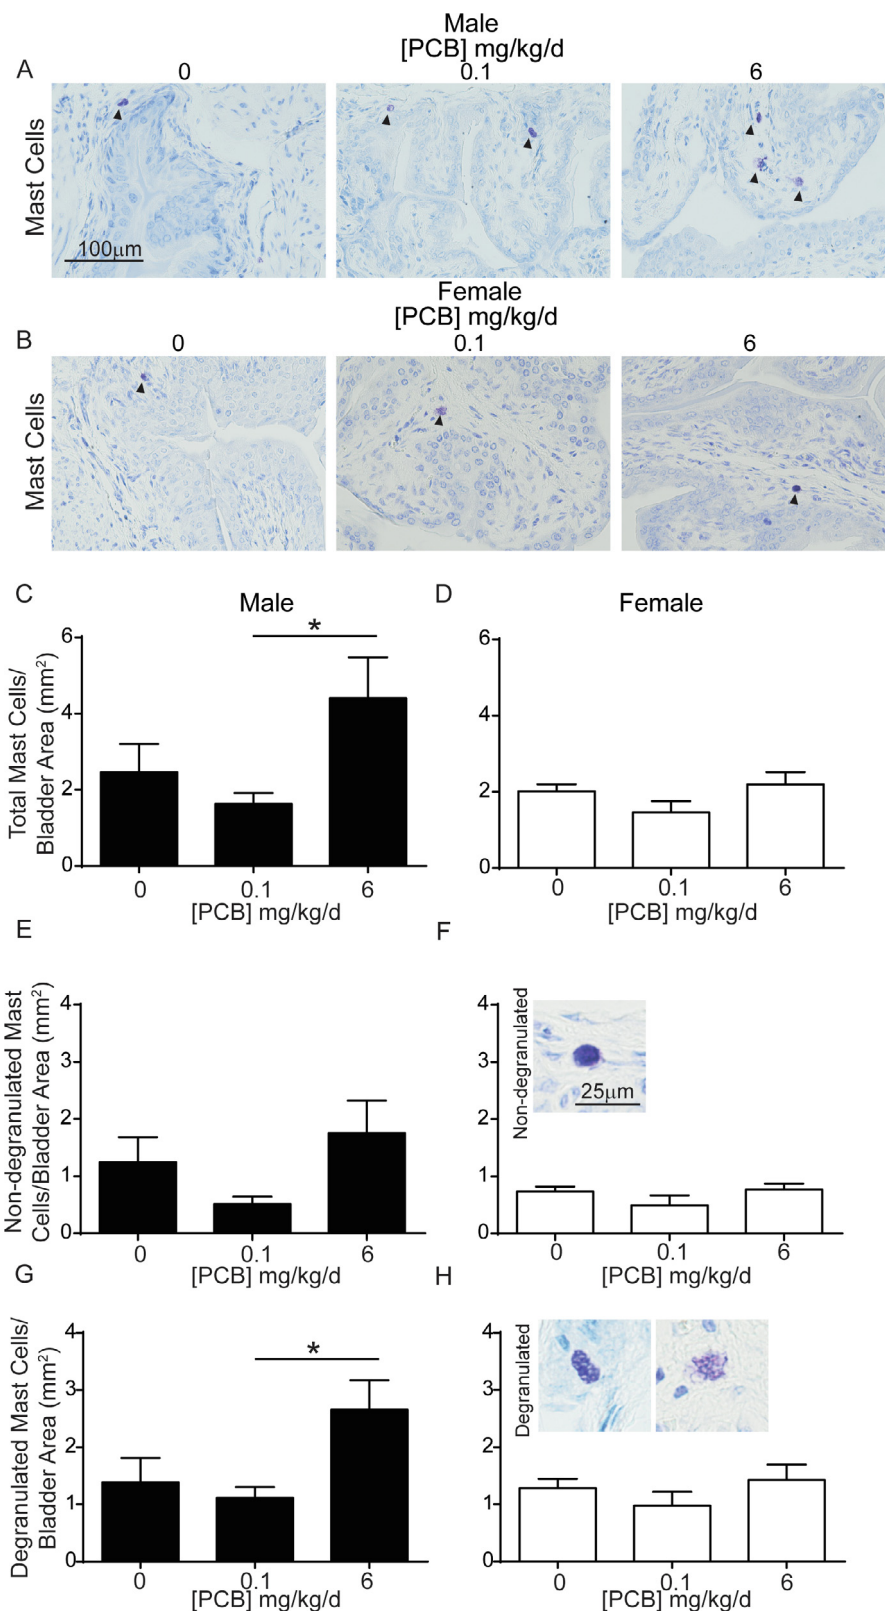 Male
[PCB] mg/kg/d
A
0
0.1
6
Mast Cells
100μm
Female
[PCB] mg/kg/d
B
0
0.1
6
Mast Cells
C
Male
D
Female
Total Mast Cells/
Bladder Area (mm²)
6
4
2
0
*
0
0.1
6
[PCB] mg/kg/d
6
4
2
0
0
0.1
6
[PCB] mg/kg/d
E
Non-degranulated Mast
Cells/Bladder Area (mm²)
4
3
2
1
0
0
0.1
6
[PCB] mg/kg/d
F
4
3
2
1
0
Non-degranulated
25μm
0
0.1
6
[PCB] mg/kg/d
G
Degranulated Mast Cells/
Bladder Area (mm²)
4
3
2
1
0
*
0
0.1
6
[PCB] mg/kg/d
H
4
3
2
1
0
Degranulated
0
0.1
6
[PCB] mg/kg/d